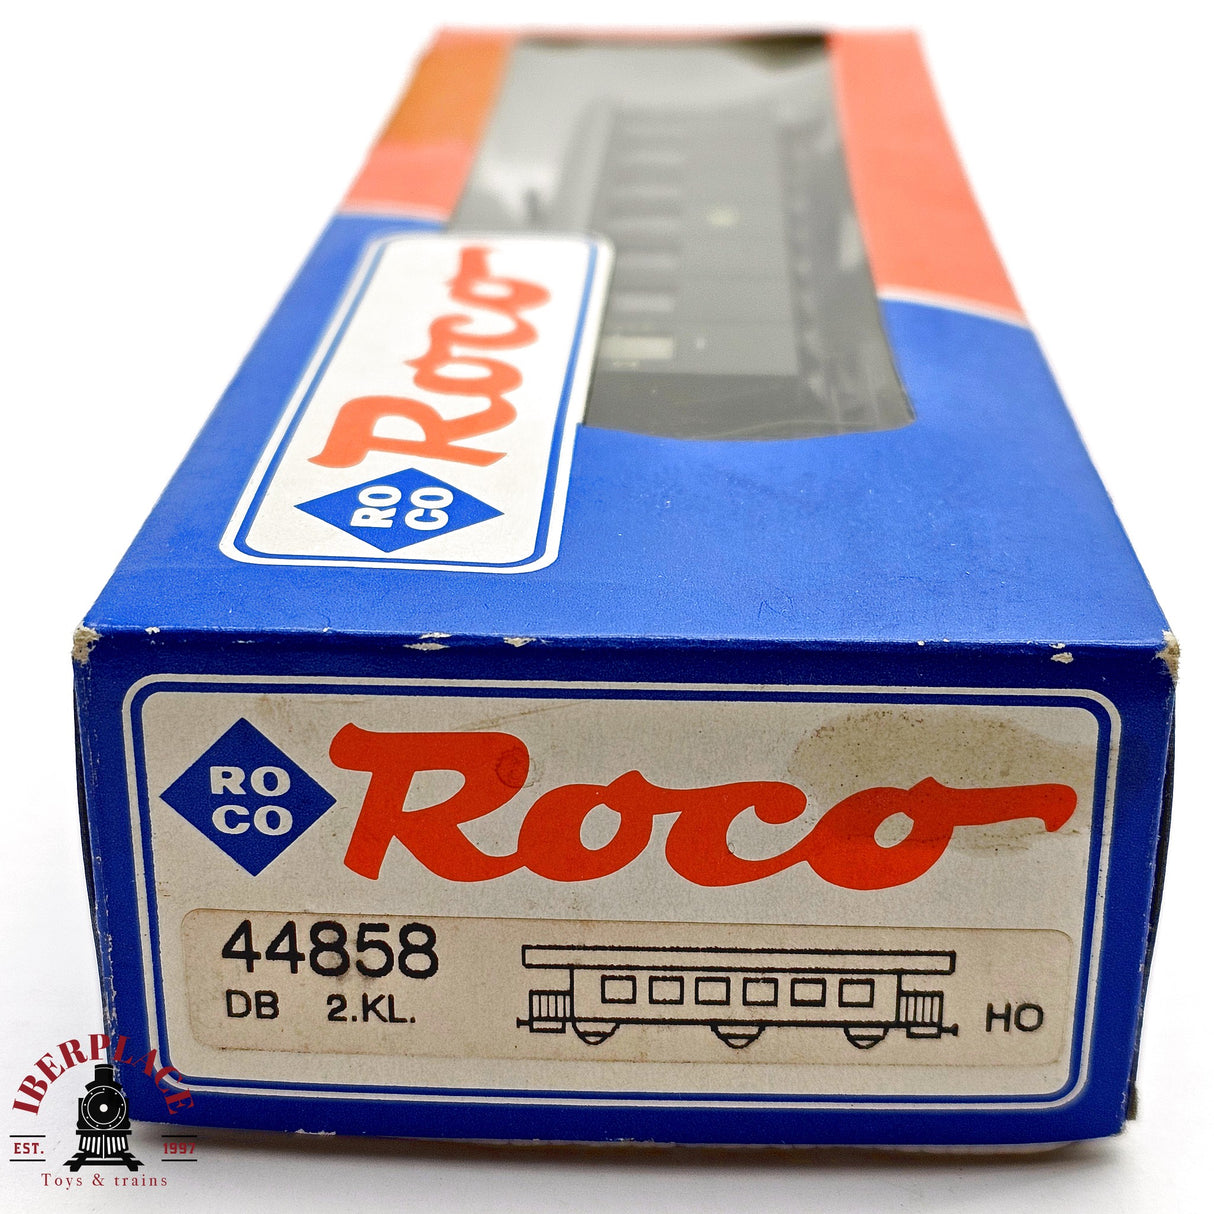 Roco
RO
CO
RO
CO
Roco
44858
DB 2.KL.
HO
IBERPLACE
EST. 1997
Toys & trains